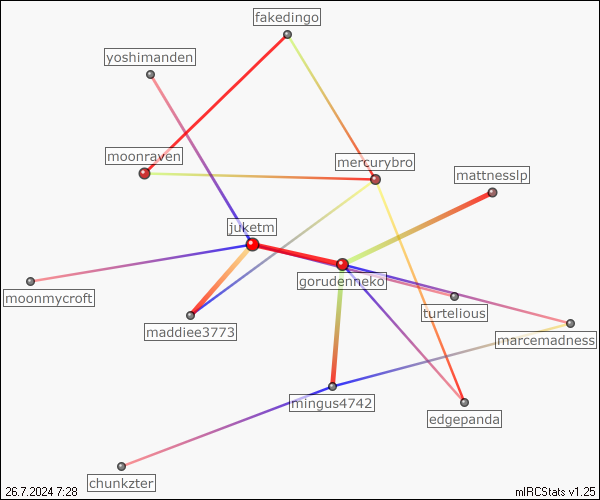 fakedingo
yoshimanden
moonraven
mercurybro
mattnesslp
juketm
gorudenneko
moonmycroft
turtelious
maddiee3773
marcemadness
mingus4742
edgepanda
chunkzter
26.7.2024 7:28
mIRCStats v1.25